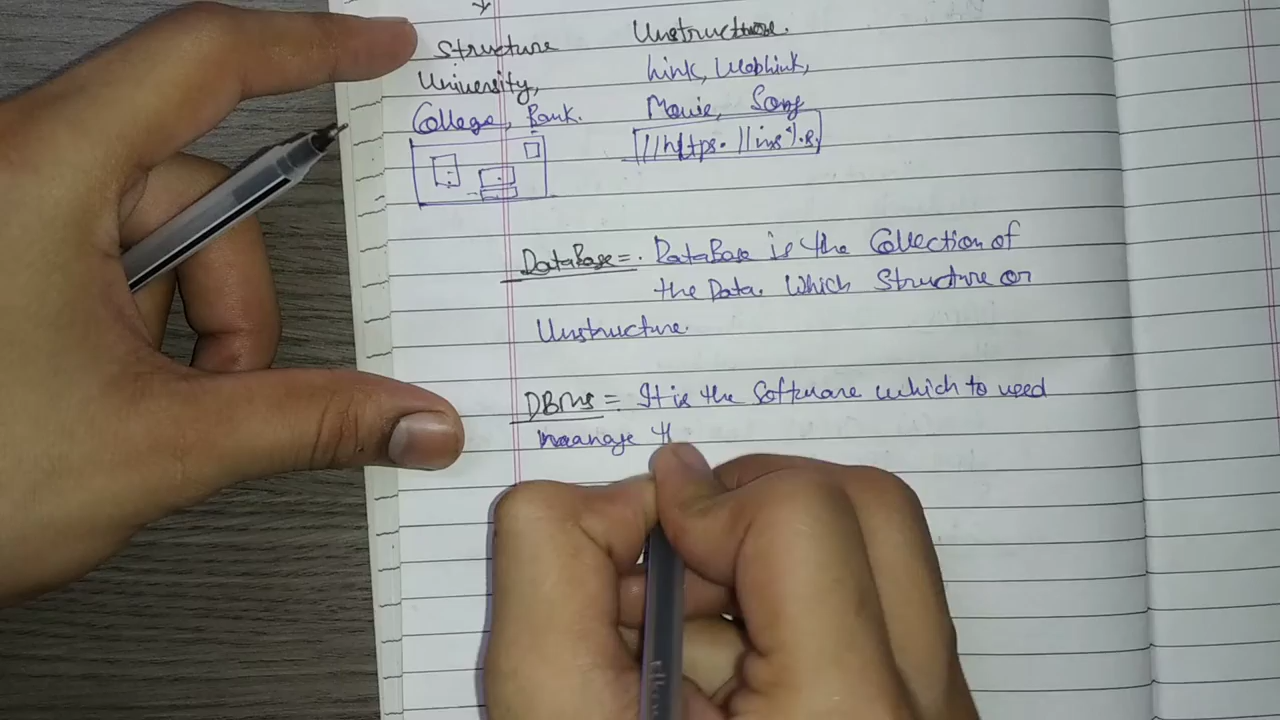 Structure
Unstructure.
University,
link, Weblink,
College, Bank.
Movie, Song
//https. //ins
DataBase = . DataBase is the Collection of
the Data Which Structure or
Unstructure.
DBMS = It is the Software which to used
manage th